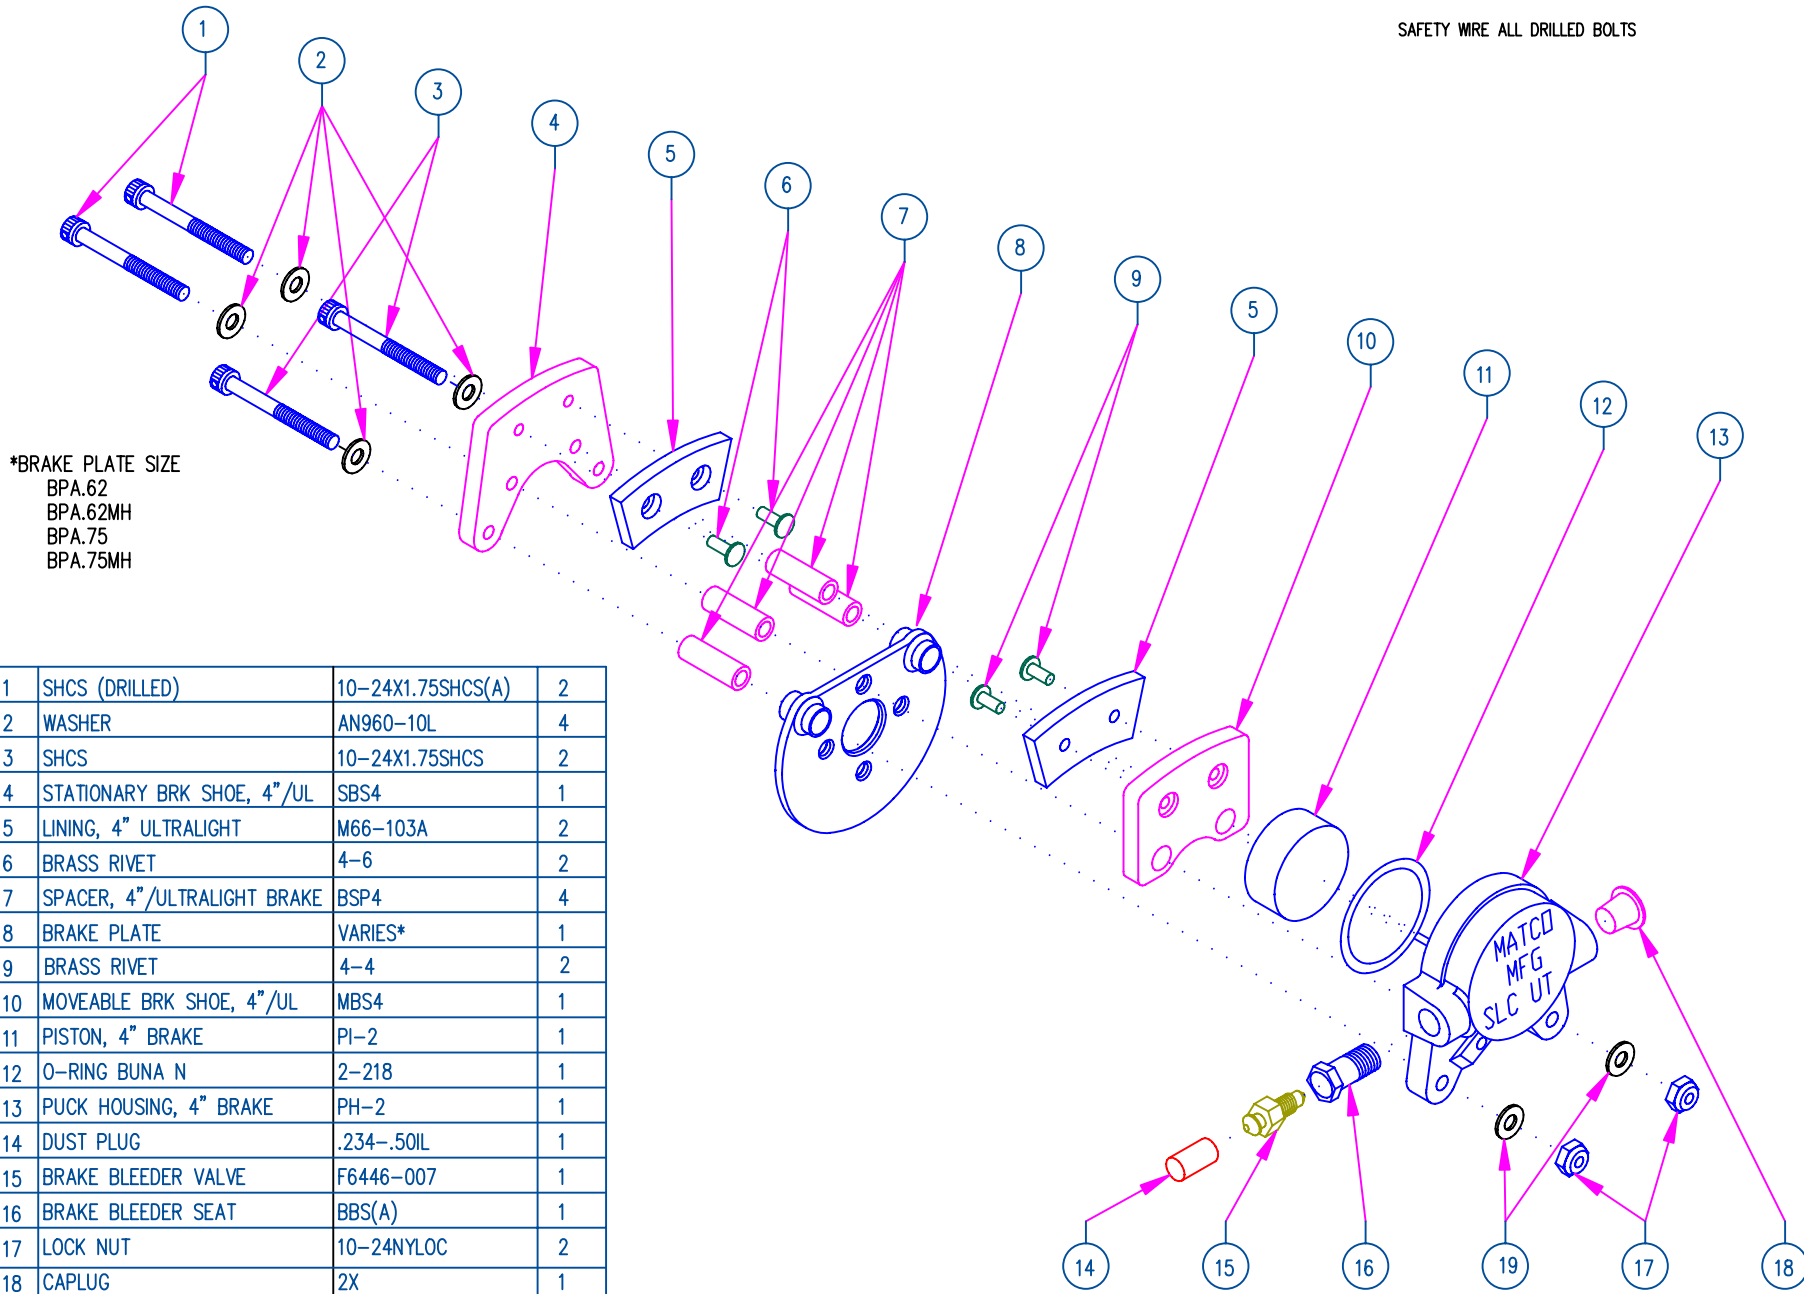 SAFETY WIRE ALL DRILLED BOLTS
1
2
3
4
5
6
7
8
9
5
10
11
12
13
*BRAKE PLATE SIZE
BPA.62
BPA.62MH
BPA.75
BPA.75MH
1 SHCS (DRILLED) 10-24X1.75SHCS(A) 2
2 WASHER AN960-10L 4
3 SHCS 10-24X1.75SHCS 2
4 STATIONARY BRK SHOE, 4"/UL SBS4 1
5 LINING, 4" ULTRALIGHT M66-103A 2
6 BRASS RIVET 4-6 2
7 SPACER, 4"/ULTRALIGHT BRAKE BSP4 4
8 BRAKE PLATE VARIES* 1
9 BRASS RIVET 4-4 2
10 MOVEABLE BRK SHOE, 4"/UL MBS4 1
11 PISTON, 4" BRAKE PI-2 1
12 O-RING BUNA N 2-218 1
13 PUCK HOUSING, 4" BRAKE PH-2 1
14 DUST PLUG .234-.50IL 1
15 BRAKE BLEEDER VALVE F6446-007 1
16 BRAKE BLEEDER SEAT BBS(A) 1
17 LOCK NUT 10-24NYLOC 2
18 CAPLUG 2X 1
MATCO
MFG
SLC UT
14
15
16
19
17
18